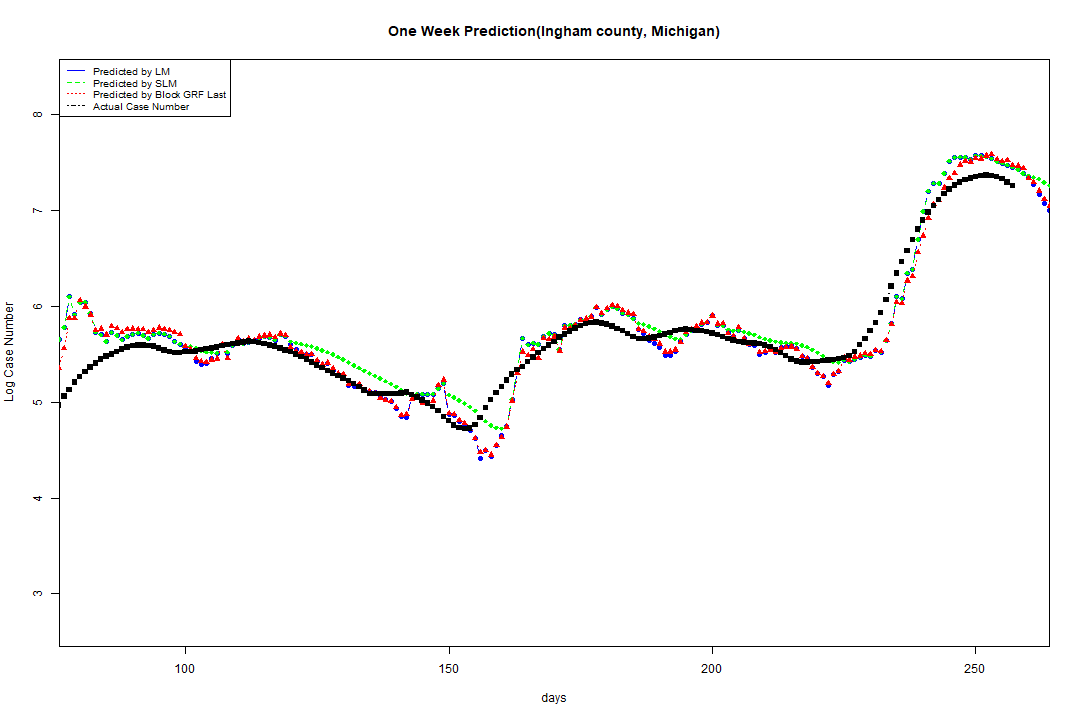 One Week Prediction(Ingham county, Michigan)
Predicted by LM
Predicted by SLM
Predicted by Block GRF Last
Actual Case Number
8
7
6
5
4
3
Log Case Number
100 150 200 250
days